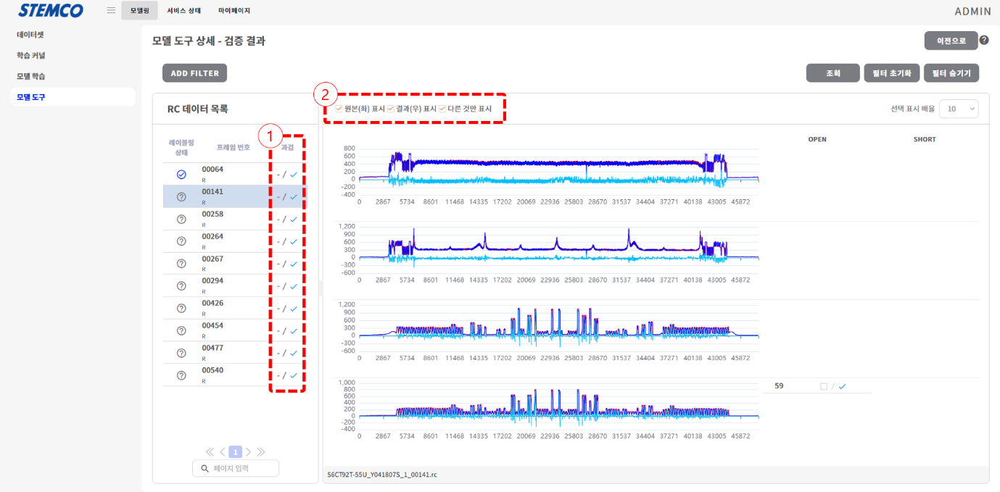 STEMCO
모델링 서비스 상태 마이페이지
ADMIN
데이터셋
학습 커널
모델 학습
모델 도구
모델 도구 상세 - 검증 결과
이전으로
?
ADD FILTER
조회 필터 초기화 필터 숨기기
RC 데이터 목록
레이블링
상태
프레임 번호
과검
1
00064
R
- /
00141
R
- /
00258
R
- /
00264
R
- /
00267
R
- /
00294
R
- /
00426
R
- /
00454
R
- /
00477
R
- /
00540
R
- /
1
페이지 입력
2
원본(좌) 표시 결과(우) 표시 다른 것만 표시
선택 표시 배율 10
OPEN SHORT
800
600
400
200
0
-200
-400
0 2867 5734 8601 11468 14335 17202 20069 22936 25803 28670 31537 34404 37271 40138 43005 45872
1,200
900
600
300
0
-300
-600
0 2867 5734 8601 11468 14335 17202 20069 22936 25803 28670 31537 34404 37271 40138 43005 45872
1,200
900
600
300
0
-300
-600
0 2867 5734 8601 11468 14335 17202 20069 22936 25803 28670 31537 34404 37271 40138 43005 45872
1,000
800
600
400
200
0
-200
-400
0 2867 5734 8601 11468 14335 17202 20069 22936 25803 28670 31537 34404 37271 40138 43005 45872
59 /
S6CT92T-55U_Y041807S_1_00141.rc